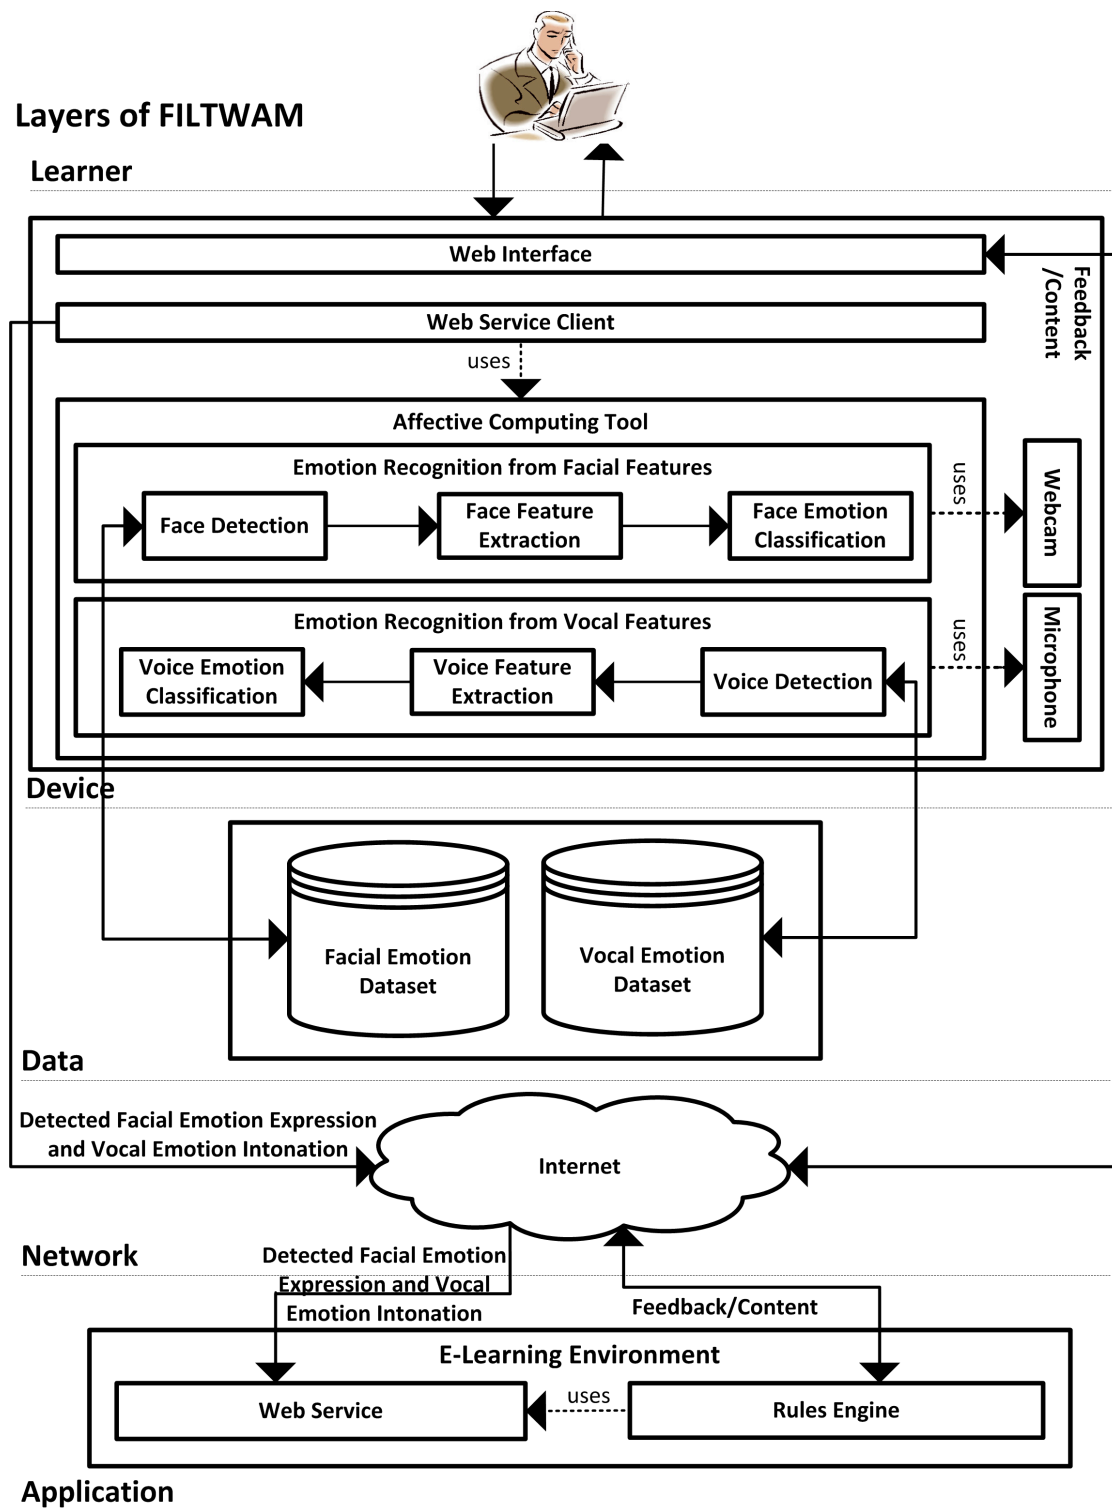 Layers of FILTWAM
Learner
Web Interface
Feedback
/Content
Web Service Client
uses
Affective Computing Tool
Emotion Recognition from Facial Features
uses
Webcam
Face Detection
Face Feature
Extraction
Face Emotion
Classification
Emotion Recognition from Vocal Features
uses
Microphone
Voice Emotion
Classification
Voice Feature
Extraction
Voice Detection
Device
Facial Emotion
Dataset
Vocal Emotion
Dataset
Data
Detected Facial Emotion Expression
and Vocal Emotion Intonation
Internet
Network
Detected Facial Emotion
Expression and Vocal
Emotion Intonation
Feedback/Content
E-Learning Environment
Web Service
uses
Rules Engine
Application